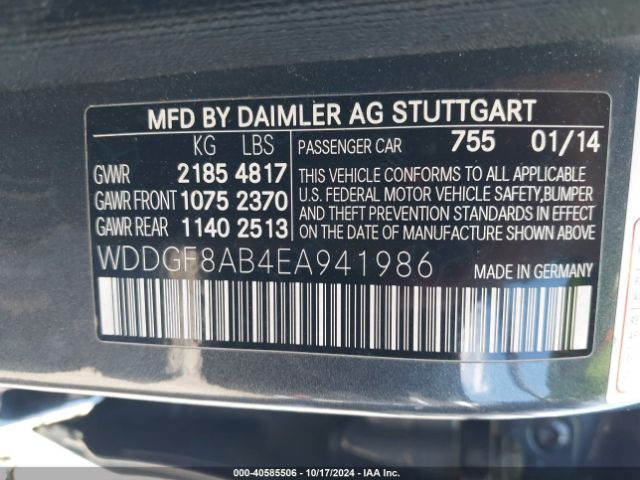 MFD BY DAIMLER AG STUTTGART
KG LBS PASSENGER CAR 755 01/14
GVWR 2185 4817
GAWR FRONT 1075 2370
GAWR REAR 1140 2513
THIS VEHICLE CONFORMS TO ALL APPLICABLE
U.S. FEDERAL MOTOR VEHICLE SAFETY,BUMPER
AND THEFT PREVENTION STANDARDS IN EFFECT
ON THE DATE OF MANUFACTURE SHOWN ABOVE
WDDGF8AB4EA941986 MADE IN GERMANY
000 - 40585506 - 10/17/2024 - IAA Inc.